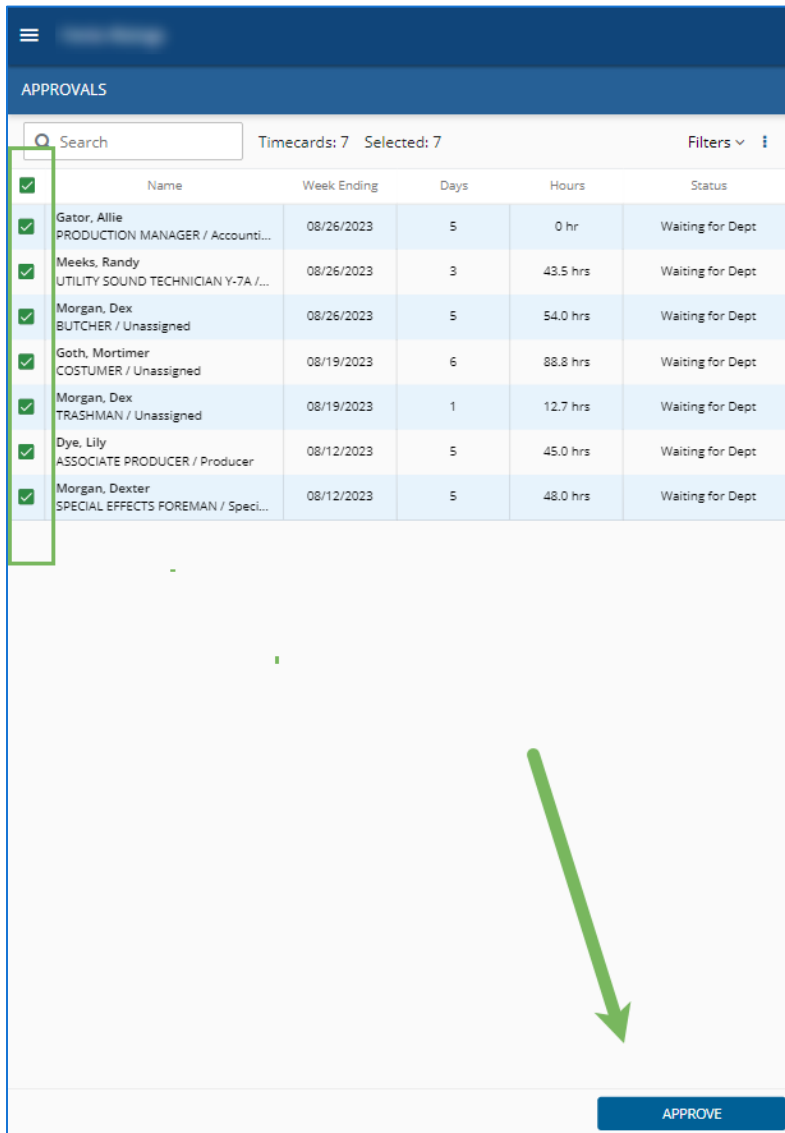 APPROVALS
Search Timecards: 7 Selected: 7 Filters
Name Week Ending Days Hours Status
Gator, Allie
PRODUCTION MANAGER / Accounti... 08/26/2023 5 0 hr Waiting for Dept
Meeks, Randy
UTILITY SOUND TECHNICIAN Y-7A /... 08/26/2023 3 43.5 hrs Waiting for Dept
Morgan, Dex
BUTCHER / Unassigned 08/26/2023 5 54.0 hrs Waiting for Dept
Goth, Mortimer
COSTUMER / Unassigned 08/19/2023 6 88.8 hrs Waiting for Dept
Morgan, Dex
TRASHMAN / Unassigned 08/19/2023 1 12.7 hrs Waiting for Dept
Dye, Lily
ASSOCIATE PRODUCER / Producer 08/12/2023 5 45.0 hrs Waiting for Dept
Morgan, Dexter
SPECIAL EFFECTS FOREMAN / Speci... 08/12/2023 5 48.0 hrs Waiting for Dept
APPROVE